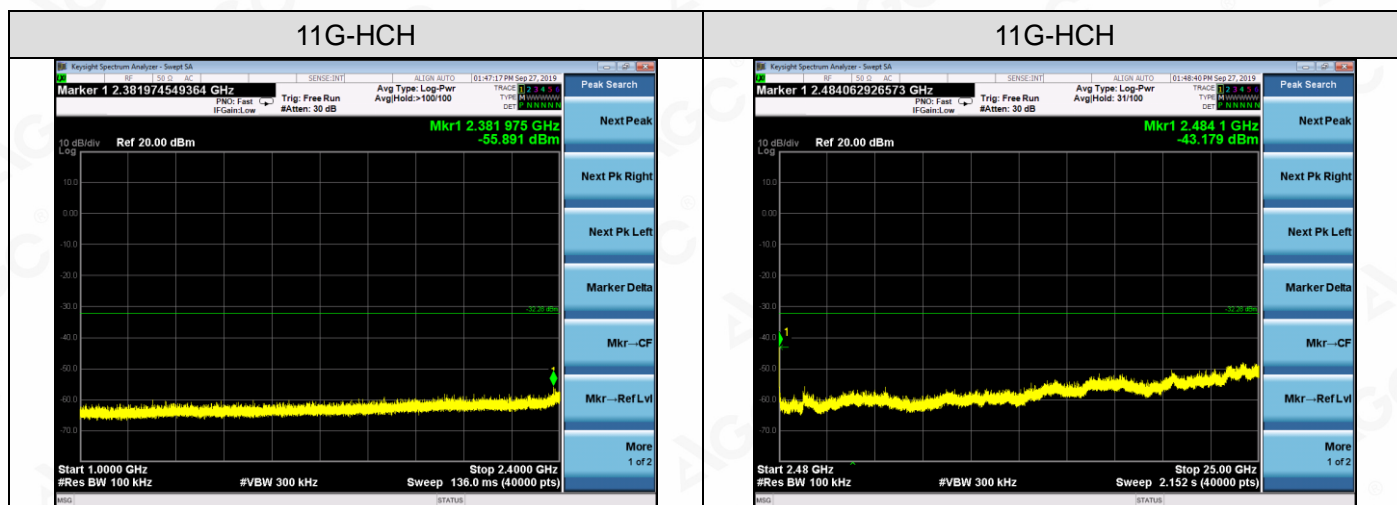 11G-HCH
Keysight Spectrum Analyzer - Swept SA
RF 50 Ω AC SENSE:INT ALIGN AUTO 01:47:17 PM Sep 27, 2019
Marker 1 2.381974549364 GHz
PNO: Fast
IFGain:Low
Trig: Free Run
#Atten: 30 dB
Avg Type: Log-Pwr
Avg|Hold:>100/100
TRACE 1 2 3 4 5 6
TYPE M WWWWW
DET P N N N N N
Mkr1 2.381 975 GHz
-55.891 dBm
10 dB/div Ref 20.00 dBm
Log
10.0
0.00
-10.0
-20.0
-30.0
-32.28 dBm
-40.0
-50.0
1
-60.0
-70.0
Start 1.0000 GHz Stop 2.4000 GHz
#Res BW 100 kHz #VBW 300 kHz Sweep 136.0 ms (40000 pts)
MSG STATUS
Peak Search
Next Peak
Next Pk Right
Next Pk Left
Marker Delta
Mkr→CF
Mkr→Ref Lvl
More
1 of 2
11G-HCH
Keysight Spectrum Analyzer - Swept SA
RF 50 Ω AC SENSE:INT ALIGN AUTO 01:48:40 PM Sep 27, 2019
Marker 1 2.484062926573 GHz
PNO: Fast
IFGain:Low
Trig: Free Run
#Atten: 30 dB
Avg Type: Log-Pwr
Avg|Hold: 31/100
TRACE 1 2 3 4 5 6
TYPE M WWWWW
DET P N N N N N
Mkr1 2.484 1 GHz
-43.179 dBm
10 dB/div Ref 20.00 dBm
Log
10.0
0.00
-10.0
-20.0
-30.0
-32.28 dBm
-40.0
1
-50.0
-60.0
-70.0
Start 2.48 GHz Stop 25.00 GHz
#Res BW 100 kHz #VBW 300 kHz Sweep 2.152 s (40000 pts)
MSG STATUS
Peak Search
Next Peak
Next Pk Right
Next Pk Left
Marker Delta
Mkr→CF
Mkr→Ref Lvl
More
1 of 2